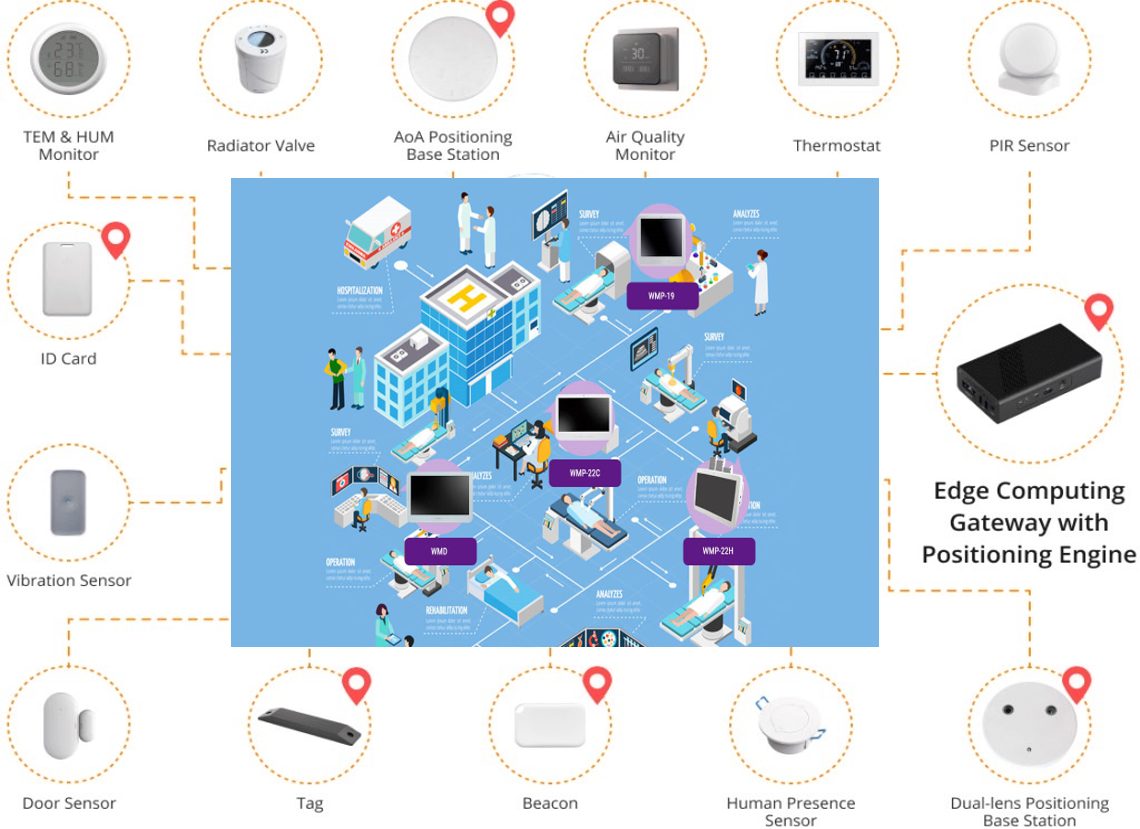 TEM & HUM
Monitor
Radiator Valve
AoA Positioning
Base Station
Air Quality
Monitor
Thermostat
PIR Sensor
ID Card
Vibration Sensor
HOSPITALIZATION
SURVEY
ANALYZES
WMP-19
SURVEY
SURVEY
WMP-22C
OPERATION
WMD
WMP-22H
OPERATION
REHABILITATION
ANALYZES
Edge Computing
Gateway with
Positioning Engine
Door Sensor
Tag
Beacon
Human Presence
Sensor
Dual-lens Positioning
Base Station